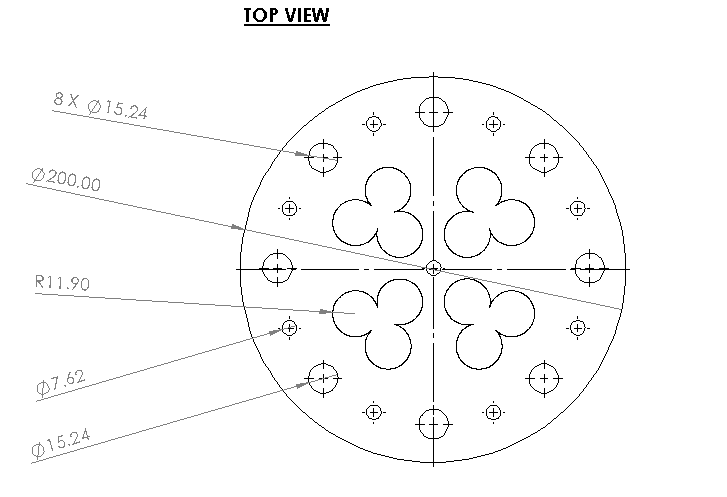 TOP VIEW
8 X ∅15.24
∅200.00
R11.90
∅7.62
∅15.24